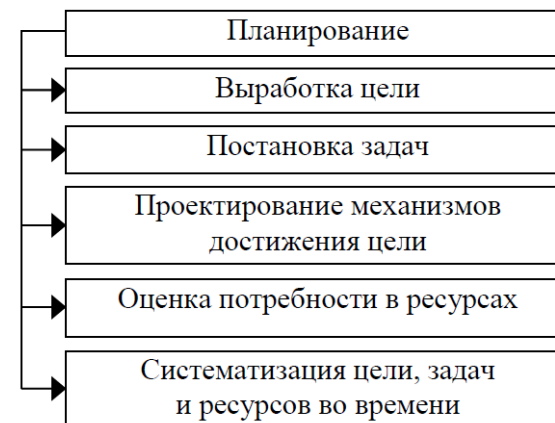 Планирование
Выработка цели
Постановка задач
Проектирование механизмов
достижения цели
Оценка потребности в ресурсах
Систематизация цели, задач
и ресурсов во времени